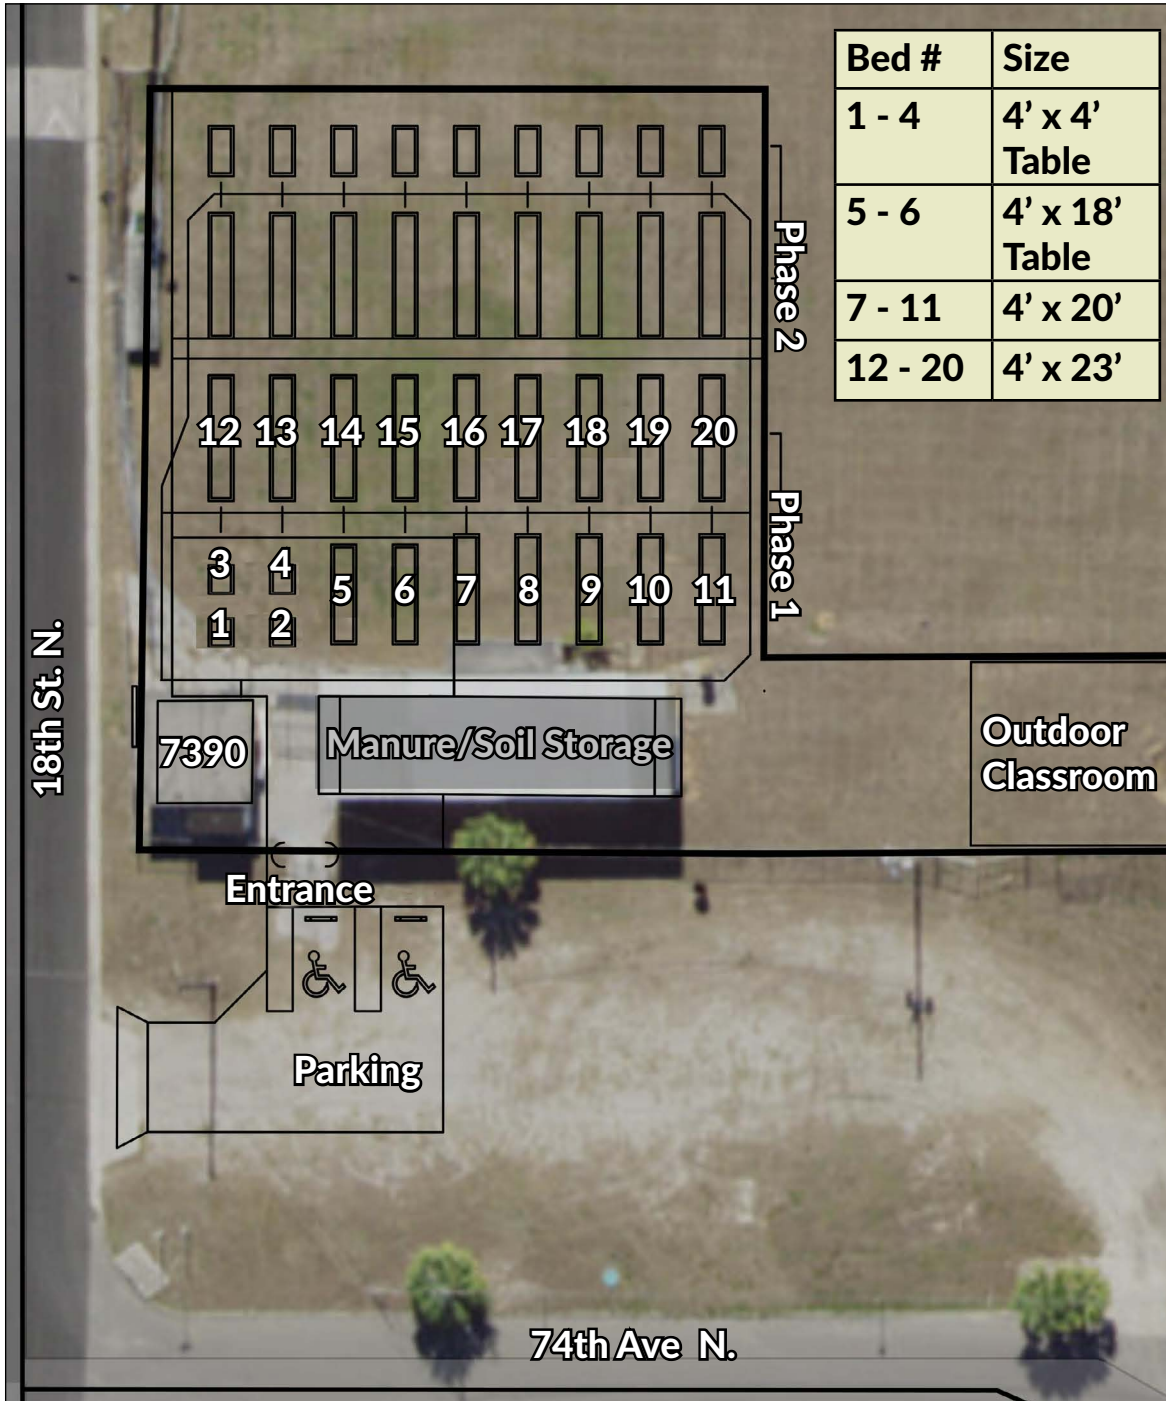 Bed # Size
1 - 4 4’ x 4’
Table
5 - 6 4’ x 18’
Table
7 - 11 4’ x 20’
12 - 20 4’ x 23’
Phase 2
12 13 14 15 16 17 18 19 20
Phase 1
3 4
5 6 7 8 9 10 11
1 2
18th St. N.
7390
Manure/Soil Storage
Outdoor
Classroom
Entrance
Parking
74th Ave N.